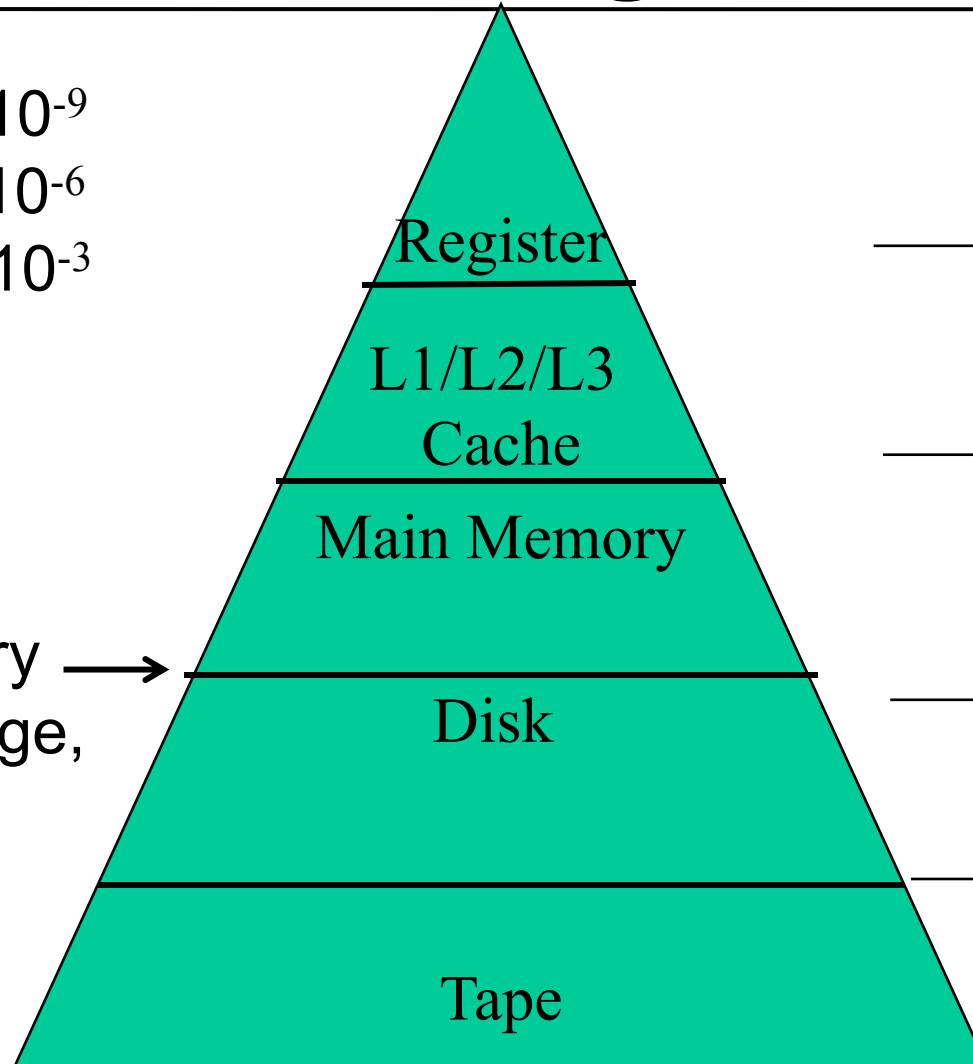 10⁻⁹
10⁻⁶
10⁻³
Register
L1/L2/L3
Cache
Main Memory
Disk
Tape